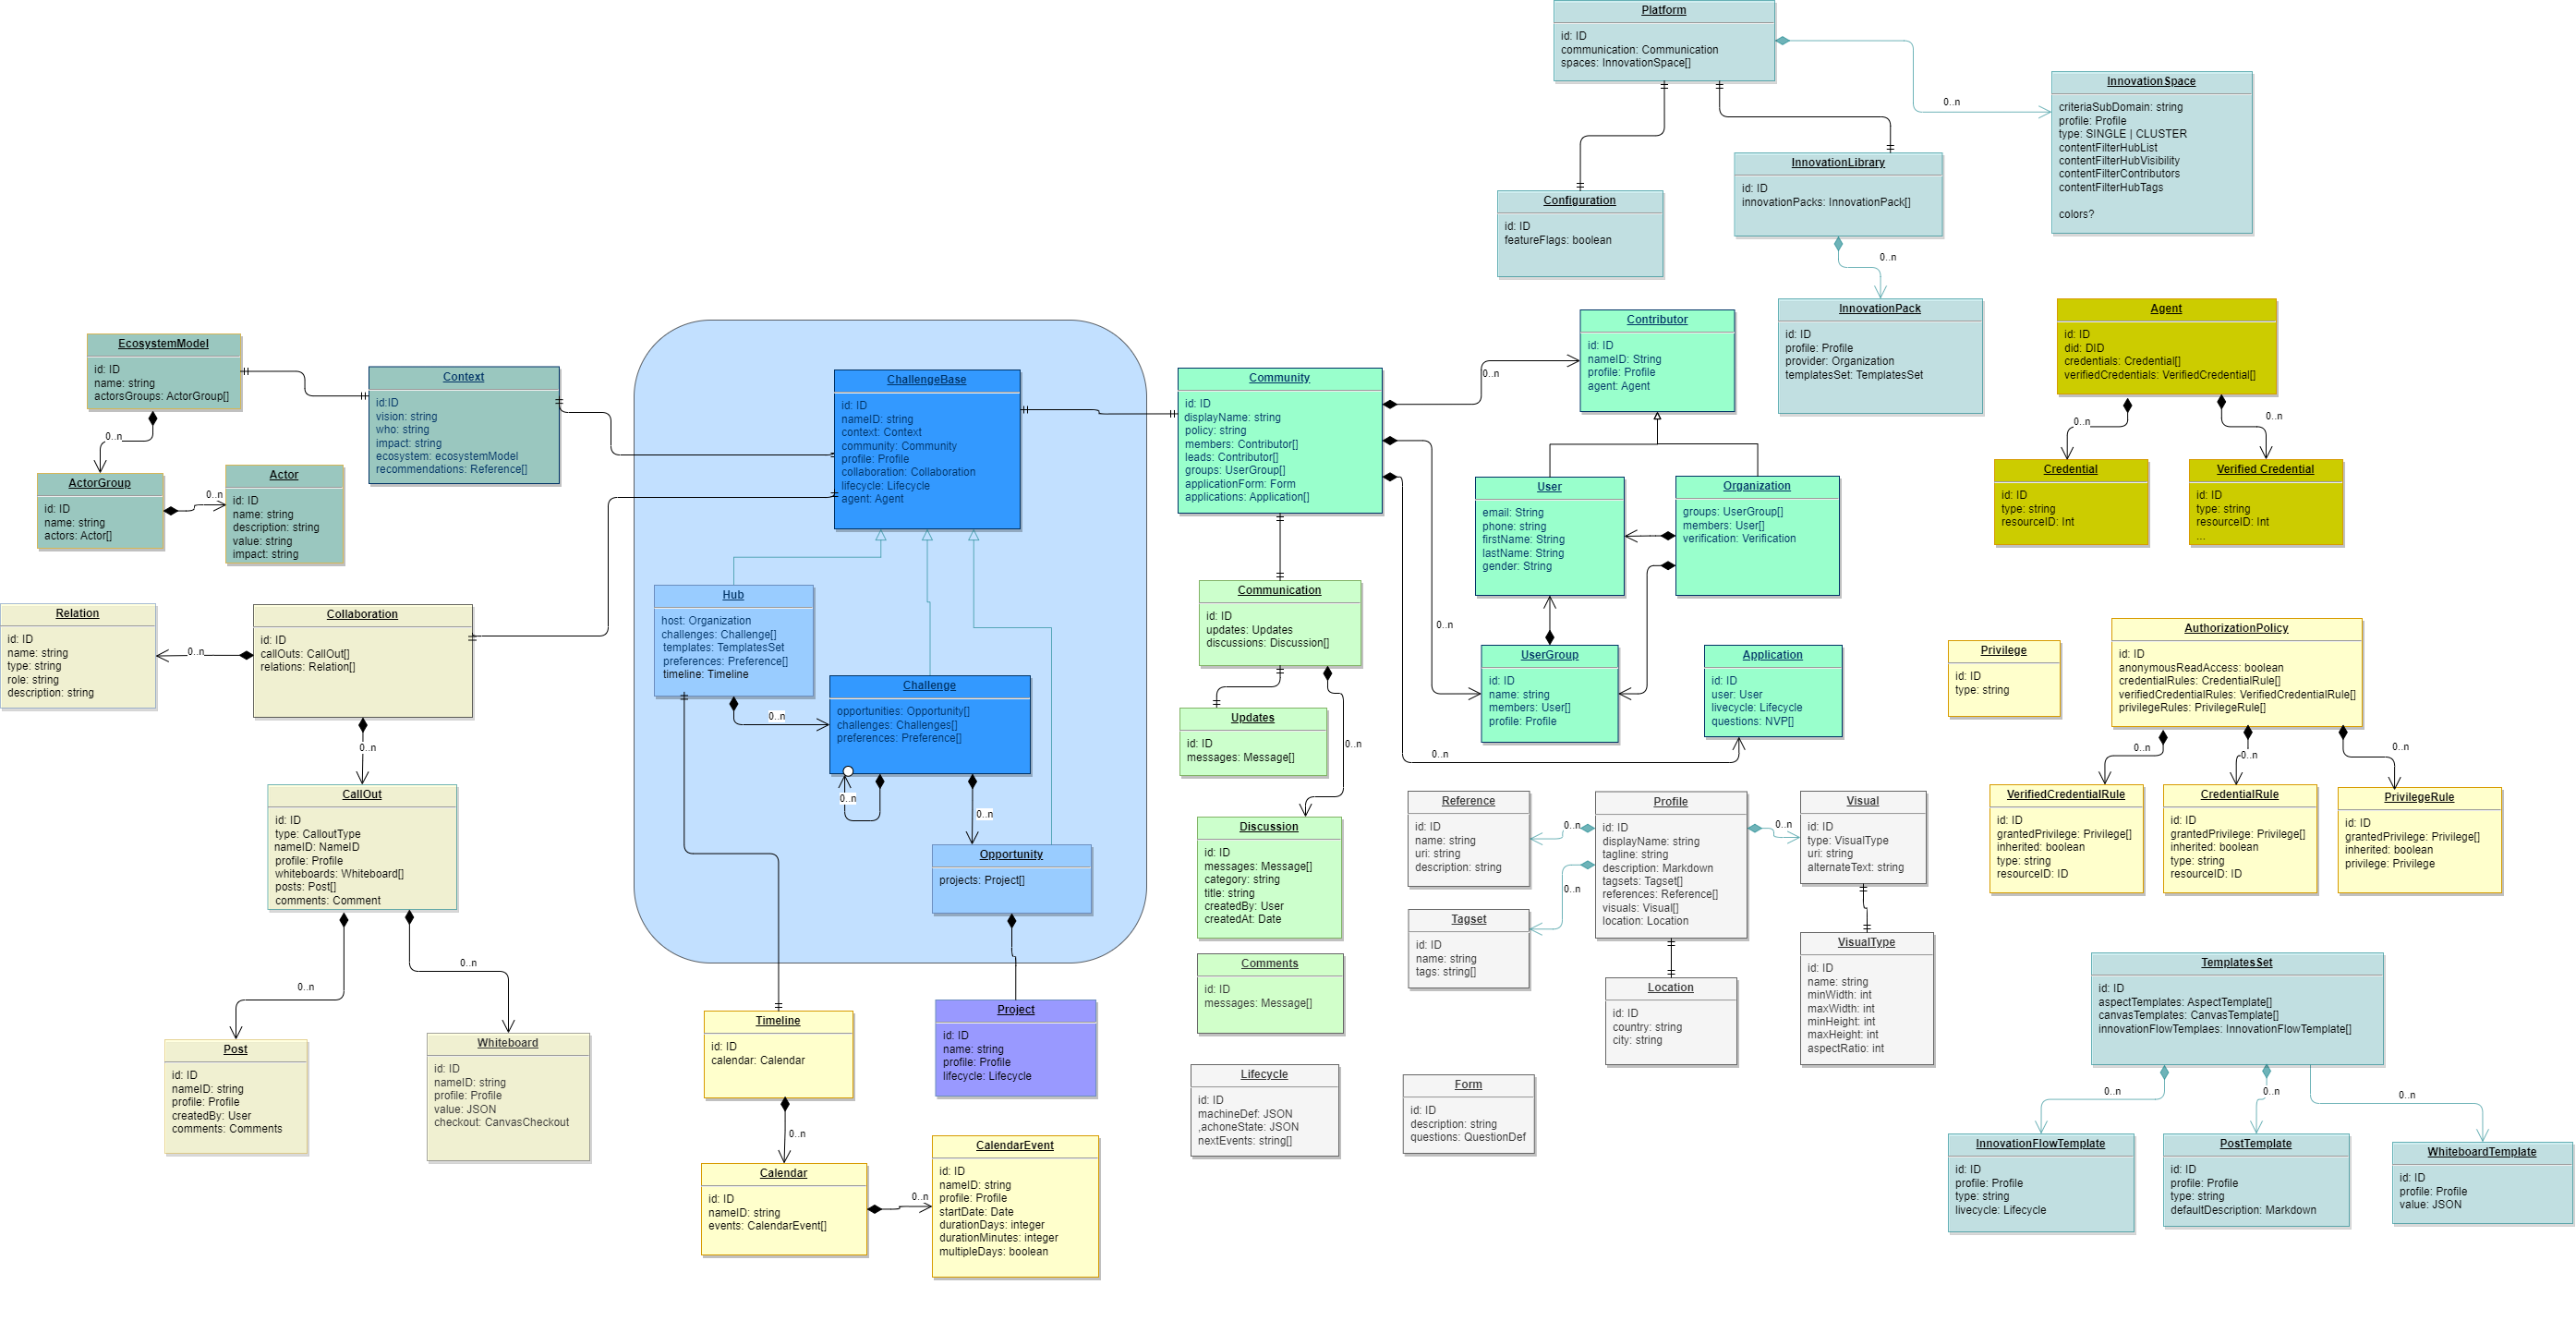 Platform
id: ID
communication: Communication
spaces: InnovationSpace[]
0..n
InnovationSpace
criteriaSubDomain: string
profile: Profile
type: SINGLE | CLUSTER
contentFilterHubList
contentFilterHubVisibility
contentFilterContributors
contentFilterHubTags
colors?
InnovationLibrary
id: ID
innovationPacks: InnovationPack[]
Configuration
id: ID
featureFlags: boolean
0..n
InnovationPack
id: ID
profile: Profile
provider: Organization
templatesSet: TemplatesSet
Agent
id: ID
did: DID
credentials: Credential[]
verifiedCredentials: VerifiedCredential[]
0..n
0..n
Credential
id: ID
type: string
resourceID: Int
Verified Credential
id: ID
type: string
resourceID: Int
...
Contributor
id: ID
nameID: String
profile: Profile
agent: Agent
0..n
EcosystemModel
id: ID
name: string
actorsGroups: ActorGroup[]
0..n
Context
id:ID
vision: string
who: string
impact: string
ecosystem: ecosystemModel
recommendations: Reference[]
ActorGroup
id: ID
name: string
actors: Actor[]
0..n
Actor
id: ID
name: string
description: string
value: string
impact: string
ChallengeBase
id: ID
nameID: string
context: Context
community: Community
profile: Profile
collaboration: Collaboration
lifecycle: Lifecycle
agent: Agent
Community
id: ID
displayName: string
policy: string
members: Contributor[]
leads: Contributor[]
groups: UserGroup[]
applicationForm: Form
applications: Application[]
User
email: String
phone: string
firstName: String
lastName: String
gender: String
Organization
groups: UserGroup[]
members: User[]
verification: Verification
Relation
id: ID
name: string
type: string
role: string
description: string
0..n
Collaboration
id: ID
callOuts: CallOut[]
relations: Relation[]
0..n
Hub
host: Organization
challenges: Challenge[]
templates: TemplatesSet
preferences: Preference[]
timeline: Timeline
0..n
Challenge
opportunities: Opportunity[]
challenges: Challenges[]
preferences: Preference[]
0..n
0..n
Opportunity
projects: Project[]
Communication
id: ID
updates: Updates
discussions: Discussion[]
Updates
id: ID
messages: Message[]
0..n
0..n
0..n
UserGroup
id: ID
name: string
members: User[]
profile: Profile
Application
id: ID
user: User
livecycle: Lifecycle
questions: NVP[]
Privilege
id: ID
type: string
AuthorizationPolicy
id: ID
anonymousReadAccess: boolean
credentialRules: CredentialRule[]
verifiedCredentialRules: VerifiedCredentialRule[]
privilegeRules: PrivilegeRule[]
0..n
0..n
0..n
VerifiedCredentialRule
id: ID
grantedPrivilege: Privilege[]
inherited: boolean
type: string
resourceID: ID
CredentialRule
id: ID
grantedPrivilege: Privilege[]
inherited: boolean
type: string
resourceID: ID
PrivilegeRule
id: ID
grantedPrivilege: Privilege[]
inherited: boolean
privilege: Privilege
CallOut
id: ID
type: CalloutType
nameID: NameID
profile: Profile
whiteboards: Whiteboard[]
posts: Post[]
comments: Comment
0..n
0..n
Post
id: ID
nameID: string
profile: Profile
createdBy: User
comments: Comments
Whiteboard
id: ID
nameID: string
profile: Profile
value: JSON
checkout: CanvasCheckout
Discussion
id: ID
messages: Message[]
category: string
title: string
createdBy: User
createdAt: Date
Comments
id: ID
messages: Message[]
Reference
id: ID
name: string
uri: string
description: string
0..n
0..n
Tagset
id: ID
name: string
tags: string[]
Profile
id: ID
displayName: string
tagline: string
description: Markdown
tagsets: Tagset[]
references: Reference[]
visuals: Visual[]
location: Location
0..n
Visual
id: ID
type: VisualType
uri: string
alternateText: string
VisualType
id: ID
name: string
minWidth: int
maxWidth: int
minHeight: int
maxHeight: int
aspectRatio: int
Location
id: ID
country: string
city: string
TemplatesSet
id: ID
aspectTemplates: AspectTemplate[]
canvasTemplates: CanvasTemplate[]
innovationFlowTemplaes: InnovationFlowTemplate[]
0..n
0..n
0..n
InnovationFlowTemplate
id: ID
profile: Profile
type: string
livecycle: Lifecycle
PostTemplate
id: ID
profile: Profile
type: string
defaultDescription: Markdown
WhiteboardTemplate
id: ID
profile: Profile
value: JSON
Timeline
id: ID
calendar: Calendar
0..n
Project
id: ID
name: string
profile: Profile
lifecycle: Lifecycle
Lifecycle
id: ID
machineDef: JSON
,achoneState: JSON
nextEvents: string[]
Form
id: ID
description: string
questions: QuestionDef
Calendar
id: ID
nameID: string
events: CalendarEvent[]
0..n
CalendarEvent
id: ID
nameID: string
profile: Profile
startDate: Date
durationDays: integer
durationMinutes: integer
multipleDays: boolean